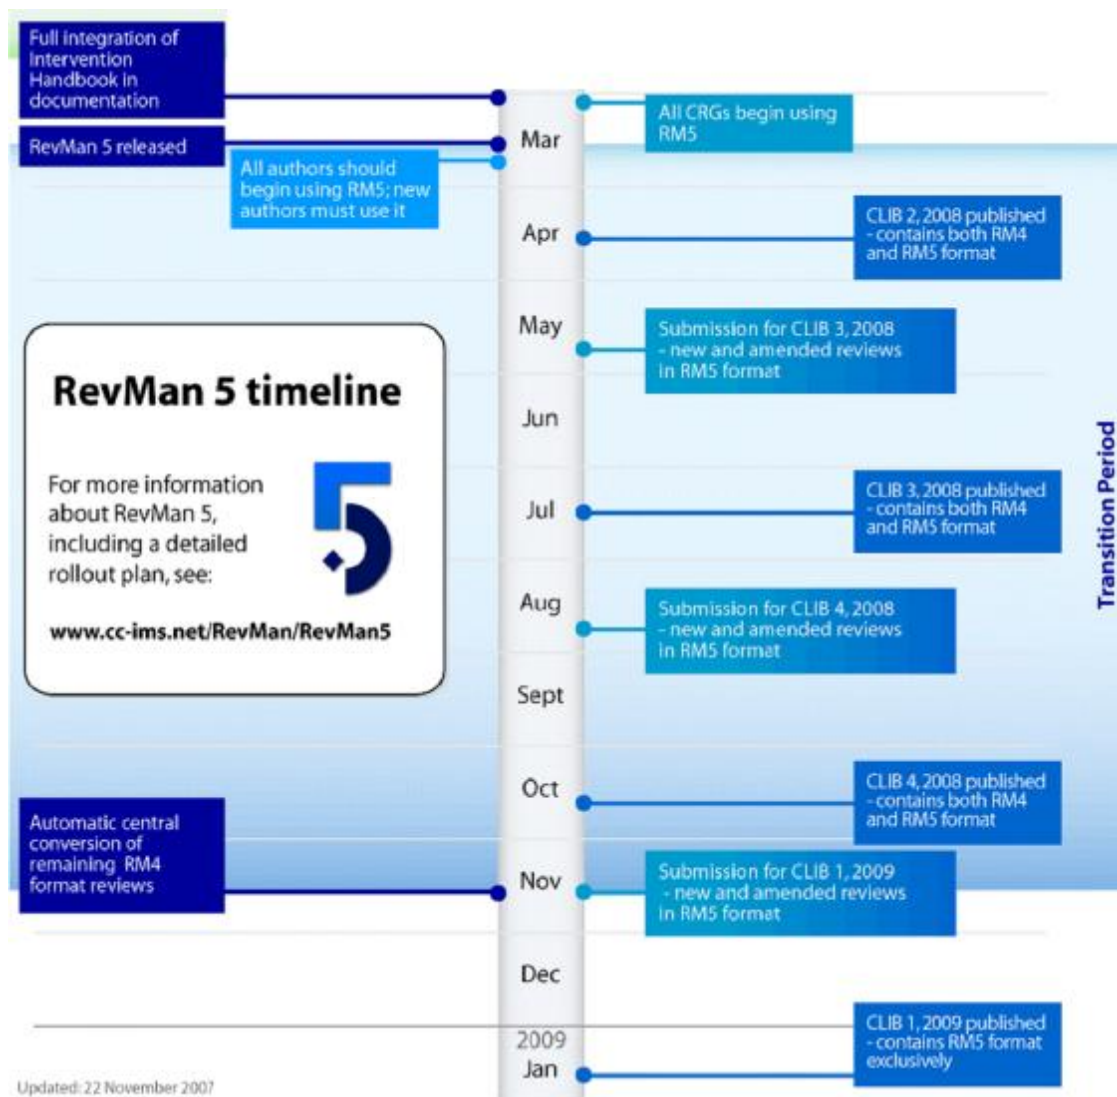 Full integration of
Intervention
Handbook in
documentation
RevMan 5 released
All authors should
begin using RM5; new
authors must use it
All CRGs begin using
RM5
Mar
Apr
CLIB 2, 2008 published
- contains both RM4
and RM5 format
May
Submission for CLIB 3, 2008
- new and amended reviews
in RM5 format
RevMan 5 timeline
For more information
about RevMan 5,
including a detailed
rollout plan, see:
www.cc-ims.net/RevMan/RevMan5
5
Jun
Jul
CLIB 3, 2008 published
- contains both RM4
and RM5 format
Transition Period
Aug
Submission for CLIB 4, 2008
- new and amended reviews
in RM5 format
Sept
Oct
CLIB 4, 2008 published
- contains both RM4
and RM5 format
Automatic central
conversion of
remaining RM4
format reviews
Nov
Submission for CLIB 1, 2009
- new and amended reviews
in RM5 format
Dec
2009
Jan
CLIB 1, 2009 published
- contains RM5 format
exclusively
Updated: 22 November 2007